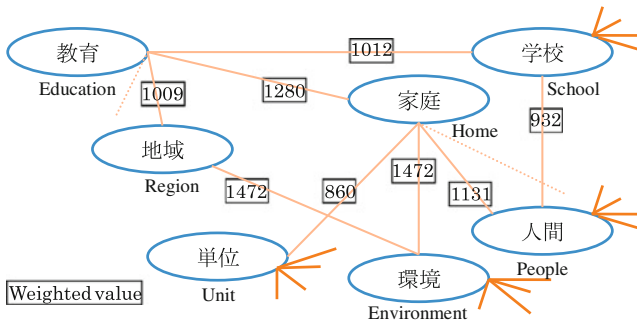 教育
Education
1012
学校
School
1009
1280
家庭
Home
932
地域
Region
1472
860
1472
1131
単位
Unit
環境
Environment
人間
People
Weighted value